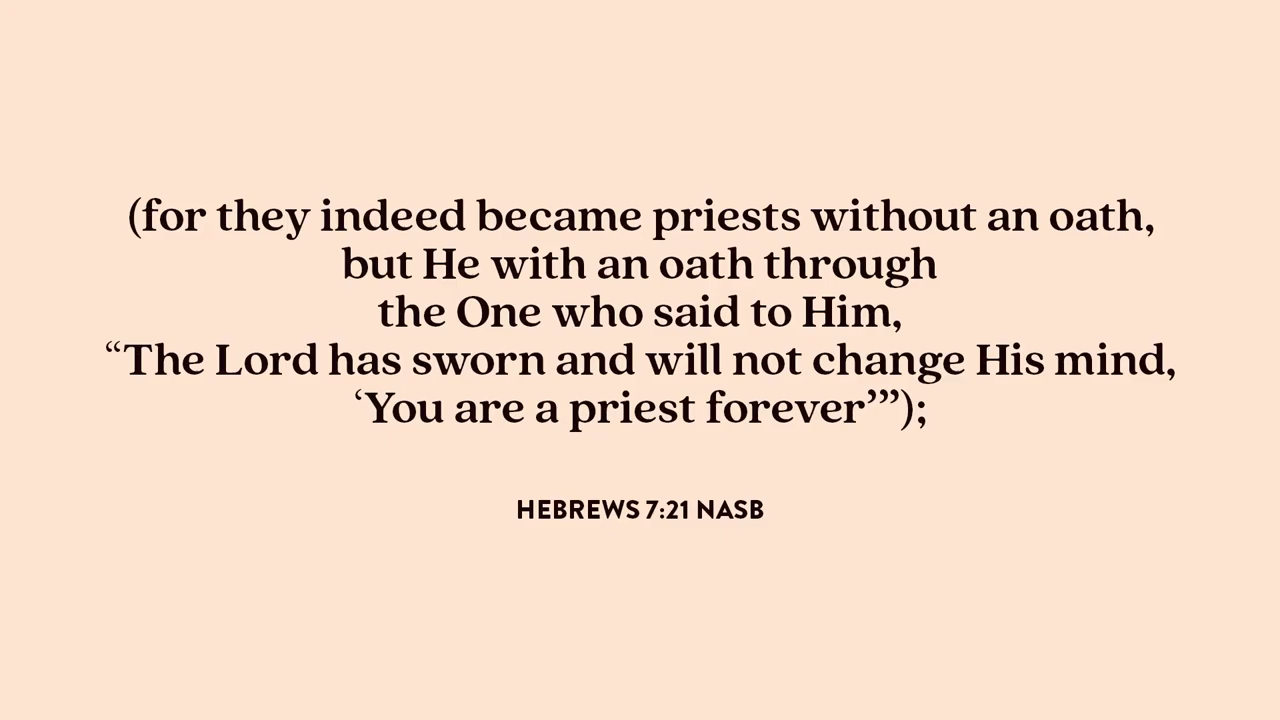 (for they indeed became priests without an oath,
but He with an oath through
the One who said to Him,
“The Lord has sworn and will not change His mind,
‘You are a priest forever’”);
HEBREWS 7:21 NASB